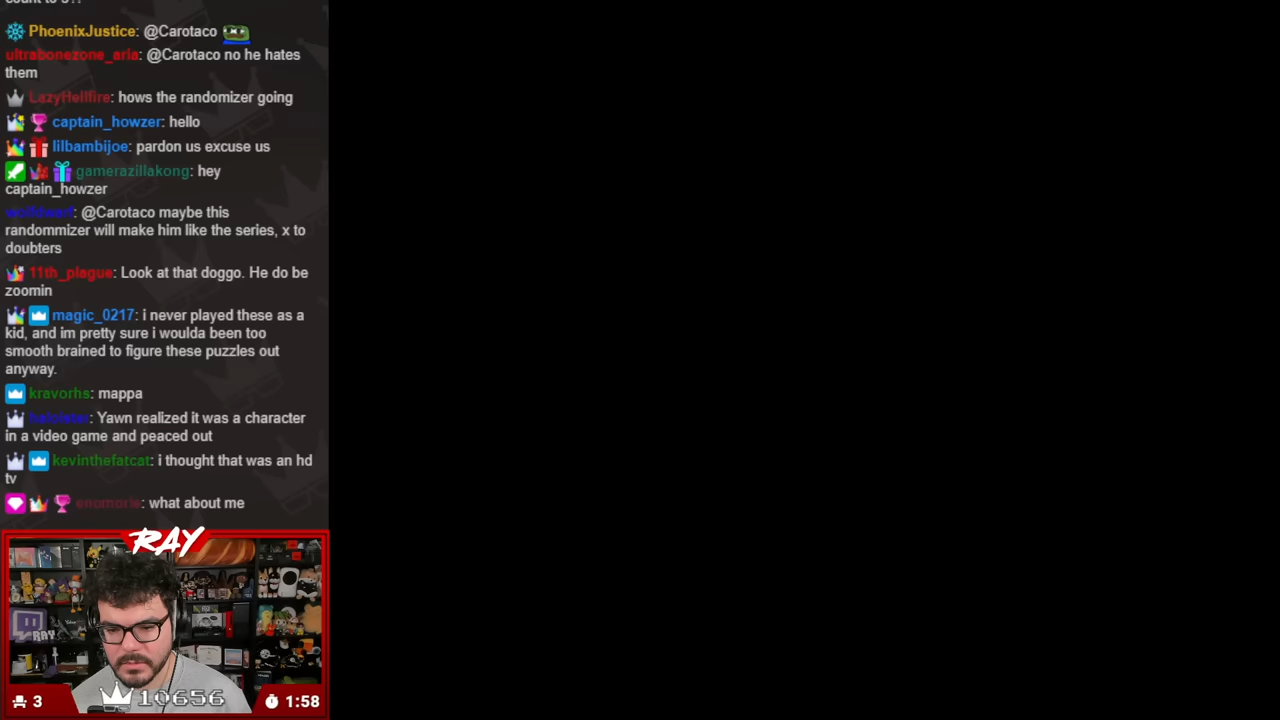 PhoenixJustice: @Carotaco
ultrabonezone_aria: @Carotaco no he hates
them
LazyHellfire: hows the randomizer going
captain_howzer: hello
lilbambijoe: pardon us excuse us
gamerazillakong: hey
captain_howzer
: @Carotaco maybe this
randommizer will make him like the series, x to
doubters
11th_plague: Look at that doggo. He do be
zoomin
magic_0217: i never played these as a
kid, and im pretty sure i woulda been too
smooth brained to figure these puzzles out
anyway.
kravorhs: mappa
: Yawn realized it was a character
in a video game and peaced out
kevinthefatcat: i thought that was an hd
tv
enomorie: what about me
RAY
RAY
3
10656
1:58